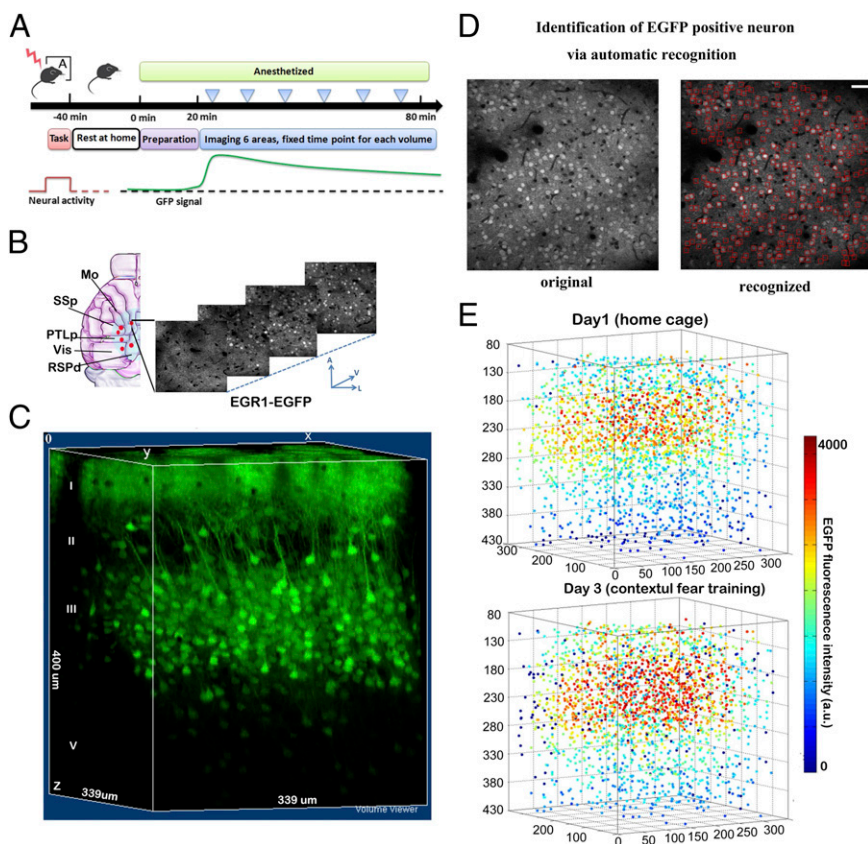 A
A
Anesthetized
-40 min
0 min
20 min
80 min
Task
Rest at home
Preparation
Imaging 6 areas, fixed time point for each volume
Neural activity
GFP signal
B
Mo
SSp
PTLp
Vis
RSPd
A
V
L
EGR1-EGFP
C
0
y
x
I
II
III
V
400 um
Z
339um
339 um
Volume Viewer
D
Identification of EGFP positive neuron
via automatic recognition
original
recognized
E
Day1 (home cage)
80
130
180
230
280
330
380
430
300
200
100
0
50
100
150
200
250
300
Day 3 (contextul fear training)
80
130
180
230
280
330
380
430
200
100
0
50
100
150
200
250
300
4000
EGFP fluoresecence intensity (a.u.)
0